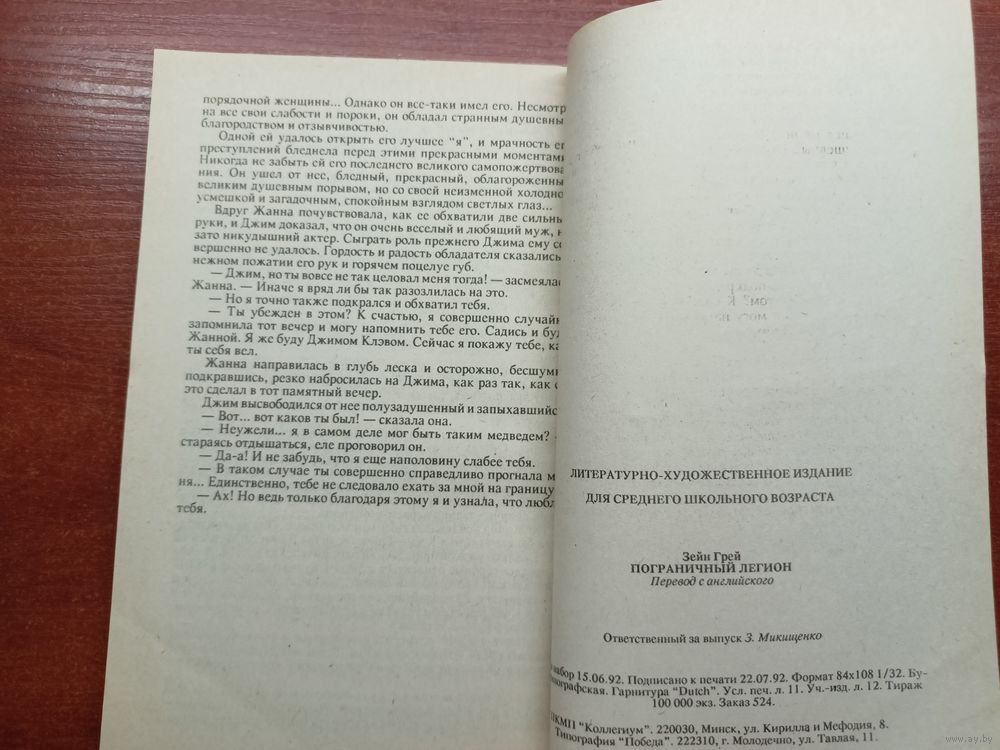 порядочной женщины... Однако он все-таки имел его. Несмотр
на все свои слабости и пороки, он обладал странным душевны
благородством и отзывчивостью.
Одной ей удалось открыть его лучшее “я”, и мрачность ег
преступлений бледнела перед этими прекрасными моментами
Никогда не забыть ей его последнего великого самопожертвова
ния. Он ушел от нее, бледный, прекрасный, облагороженны
великим душевным порывом, но со своей неизменной холодно
усмешкой и загадочным, спокойным взглядом светлых глаз...
Вдруг Жанна почувствовала, как ее обхватили две сильны
руки, и Джим доказал, что он очень веселый и любящий муж, н
зато никудышний актер. Сыграть роль прежнего Джима ему со
вершенно не удалось. Гордость и радость обладателя сказались
нежном пожатии его рук и горячем поцелуе губ.
— Джим, но ты вовсе не так целовал меня тогда! — засмеялас
Жанна. — Иначе я вряд ли бы так разозлилась на это.
— Но я точно также подкрался и обхватил тебя.
— Ты убежден в этом? К счастью, я совершенно случайн
запомнила тот вечер и могу напомнить тебе его. Садись и буд
Жанной. Я же буду Джимом Клэвом. Сейчас я покажу тебе, ка
ты себя вел.
Жанна направилась в глубь леска и осторожно, бесшумн
подкравшись, резко набросилась на Джима, как раз так, как о
это сделал в тот памятный вечер.
Джим высвободился от нее полузадушенный и запыхавшийс
— Вот... вот каков ты был! — сказала она.
— Неужели... я в самом деле мог быть таким медведем? -
стараясь отдышаться, еле проговорил он.
— Да-а! И не забудь, что я еще наполовину слабее тебя.
— В таком случае ты совершенно справедливо прогнала м
ня... Единственно, тебе не следовало ехать за мной на границу
— Ах! Но ведь только благодаря этому я и узнала, что любл
тебя.
ЛИТЕРАТУРНО-ХУДОЖЕСТВЕННОЕ ИЗДАНИЕ
ДЛЯ СРЕДНЕГО ШКОЛЬНОГО ВОЗРАСТА
Зейн Грей
ПОГРАНИЧНЫЙ ЛЕГИОН
Перевод с английского
Ответственный за выпуск З. Микищенко
набор 15.06.92. Подписано к печати 22.07.92. Формат 84х108 1/32. Бу-
ографская. Гарнитура “Dutch”. Усл. печ. л. 11. Уч.-изд. л. 12. Тираж
100 000 экз. Заказ 524.
ПКМП “Коллегиум”. 220030, Минск, ул. Кирилла и Мефодия, 8.
Типография “Победа”. 222310, г. Молодечно, ул. Тавлая, 11.
www.ay.by